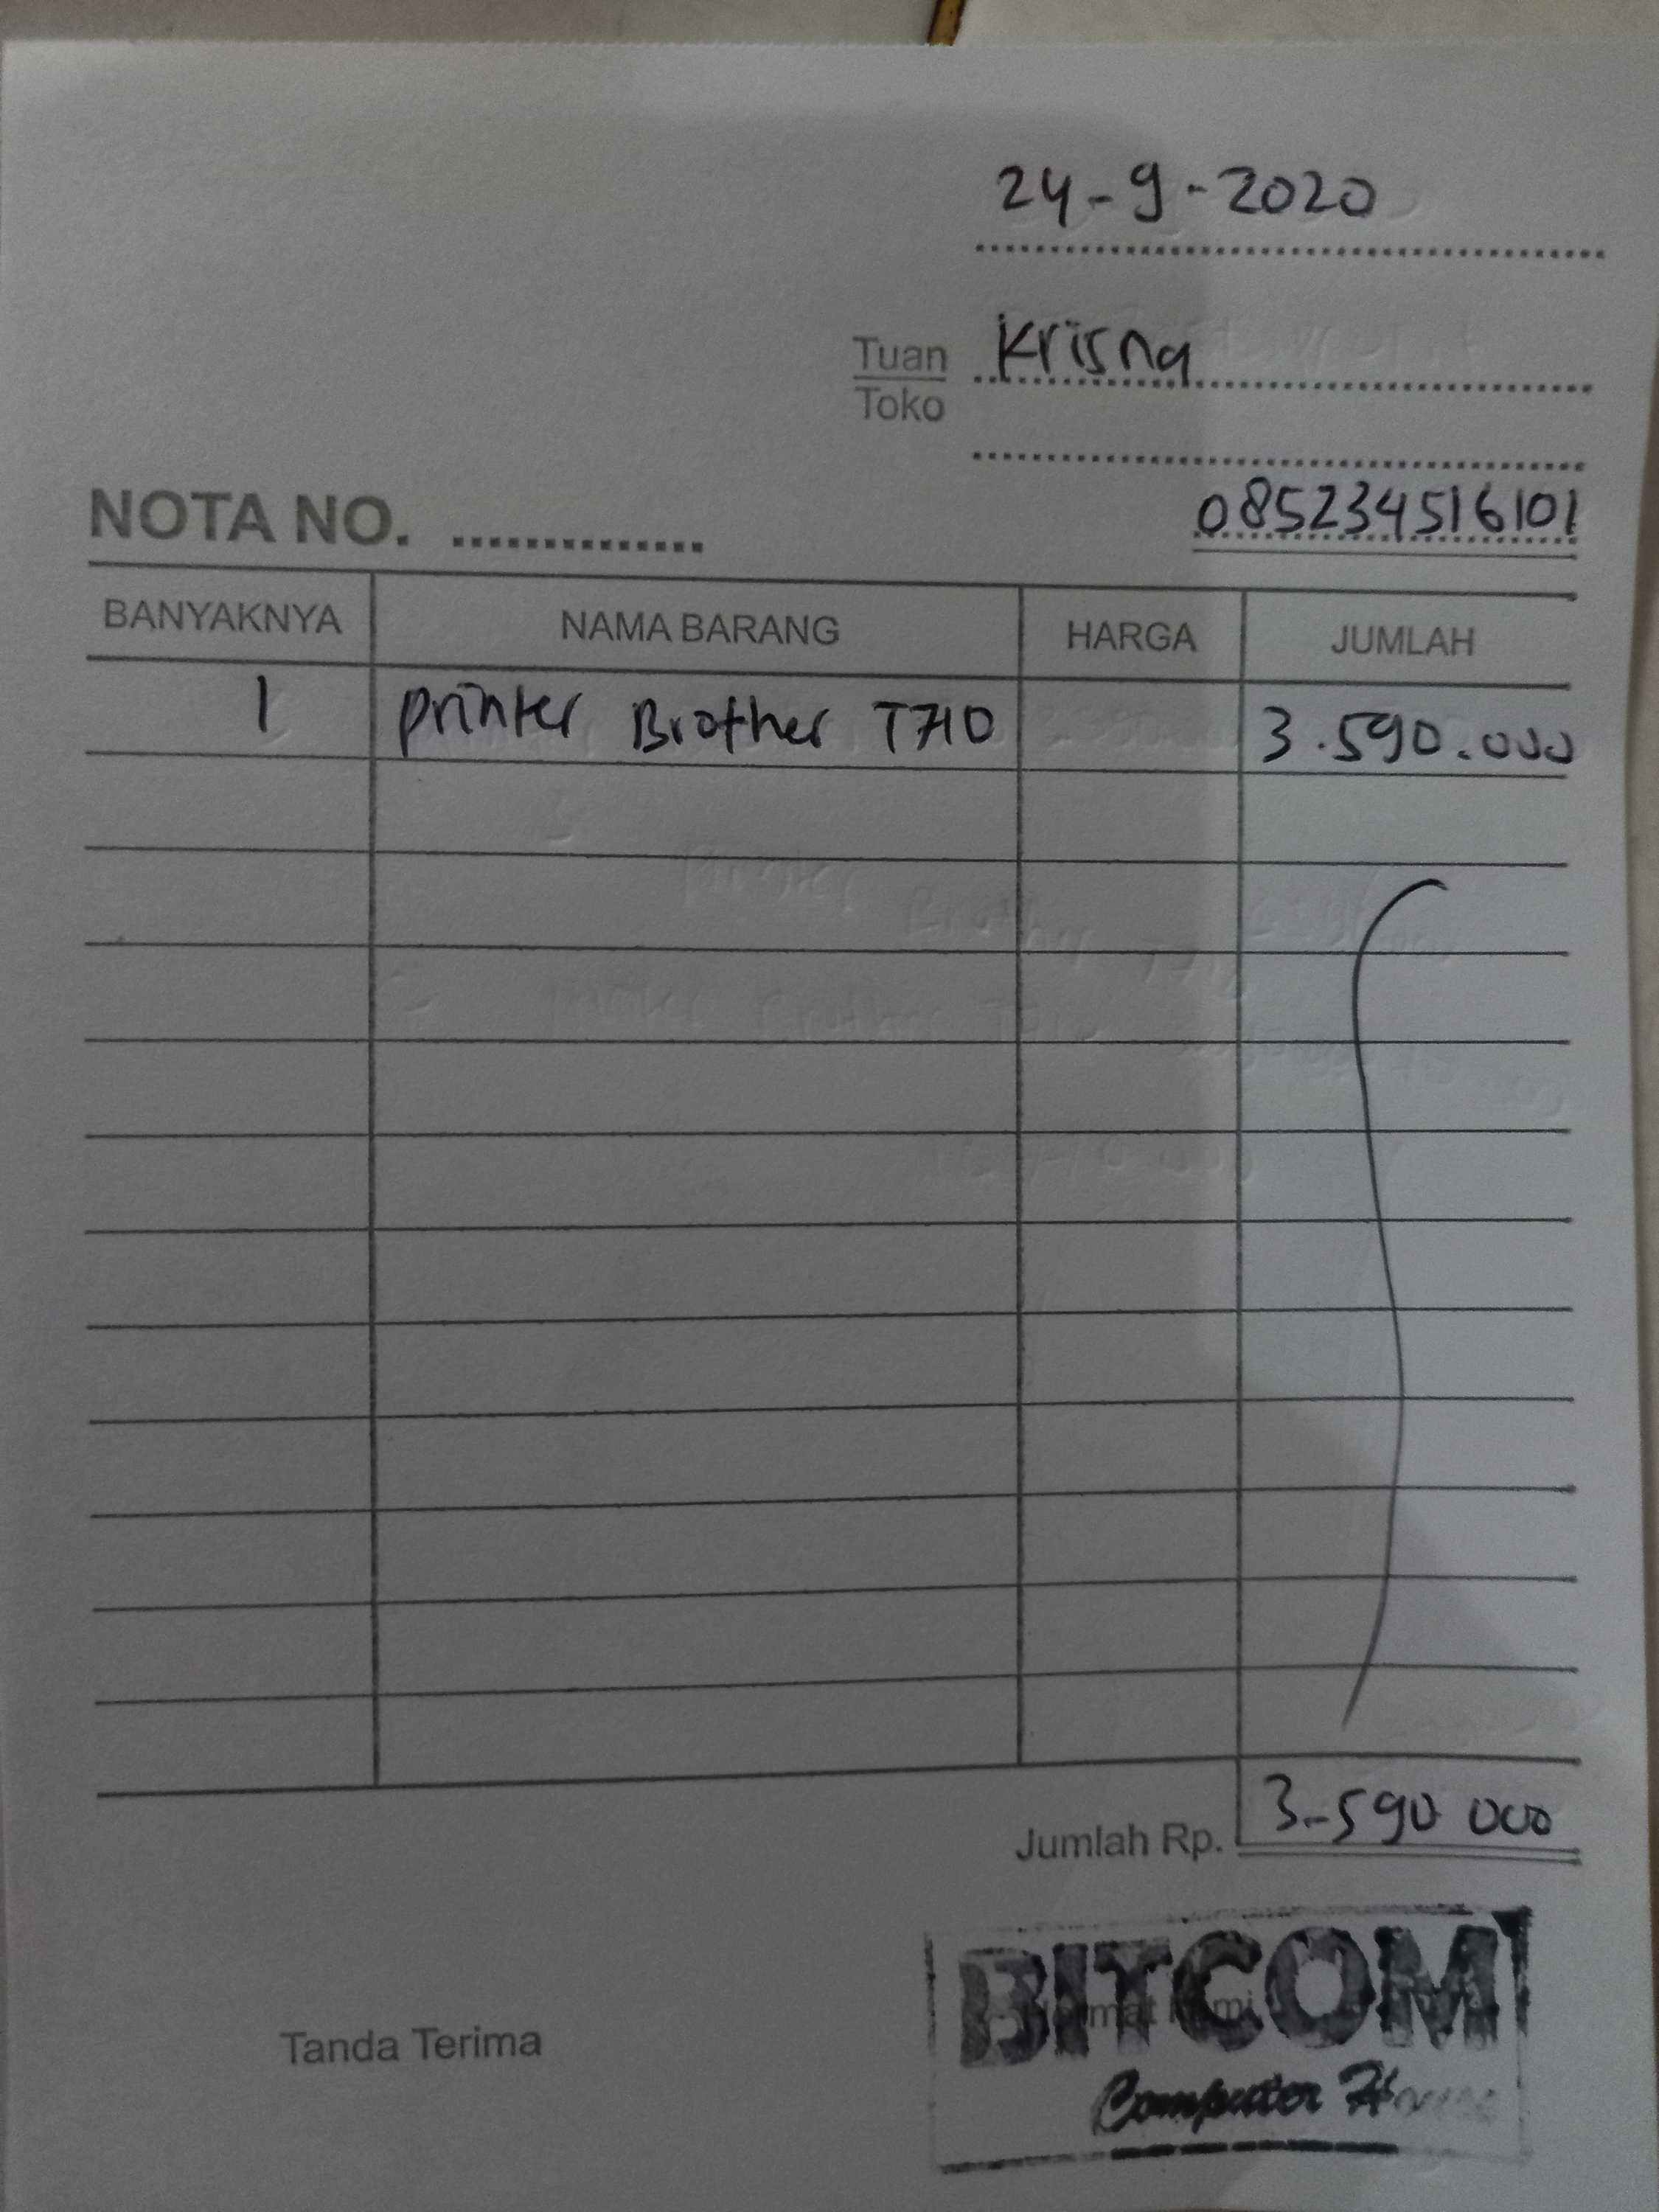 24-9-2020
Tuan Krisna
Toko
NOTA NO. ..............
085234516101
BANYAKNYA NAMA BARANG HARGA JUMLAH
1 printer Brother T710 3.590.000
Jumlah Rp. 3-590 000
Tanda Terima
BITCOM
Computer